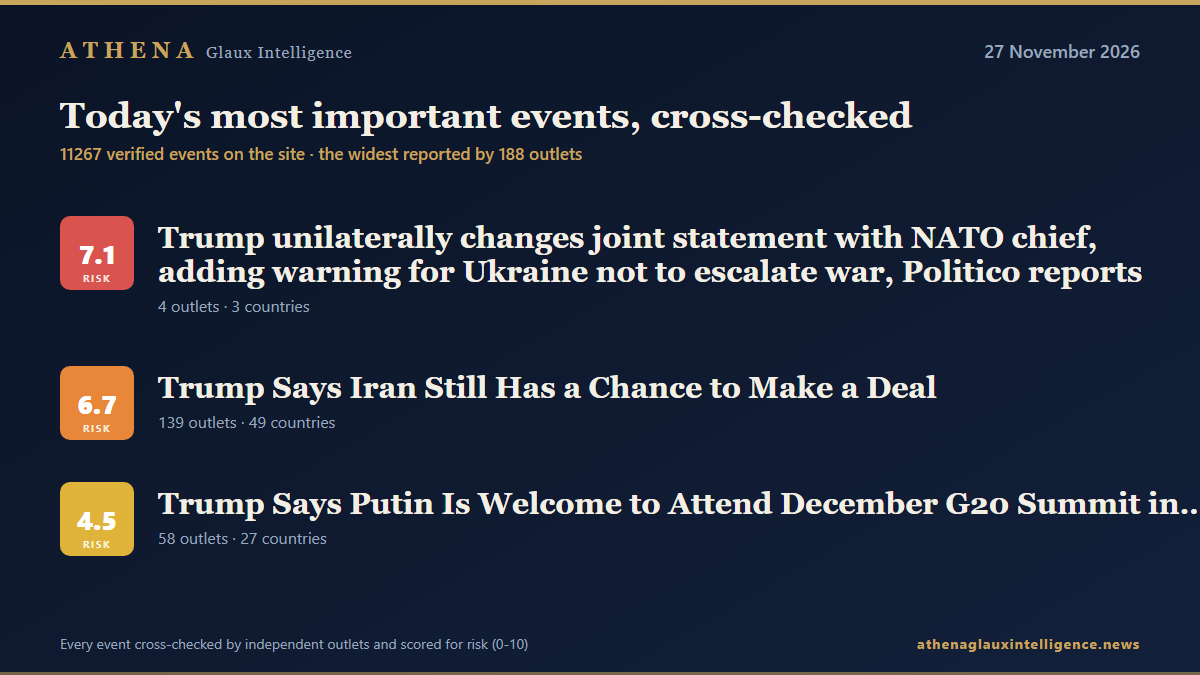 ATHENA Glaux Intelligence
27 November 2026
Today's most important events, cross-checked
11267 verified events on the site · the widest reported by 188 outlets
7.1
RISK
Trump unilaterally changes joint statement with NATO chief,
adding warning for Ukraine not to escalate war, Politico reports
4 outlets · 3 countries
6.7
RISK
Trump Says Iran Still Has a Chance to Make a Deal
139 outlets · 49 countries
4.5
RISK
Trump Says Putin Is Welcome to Attend December G20 Summit in..
58 outlets · 27 countries
Every event cross-checked by independent outlets and scored for risk (0-10)
athenaglauxintelligence.news